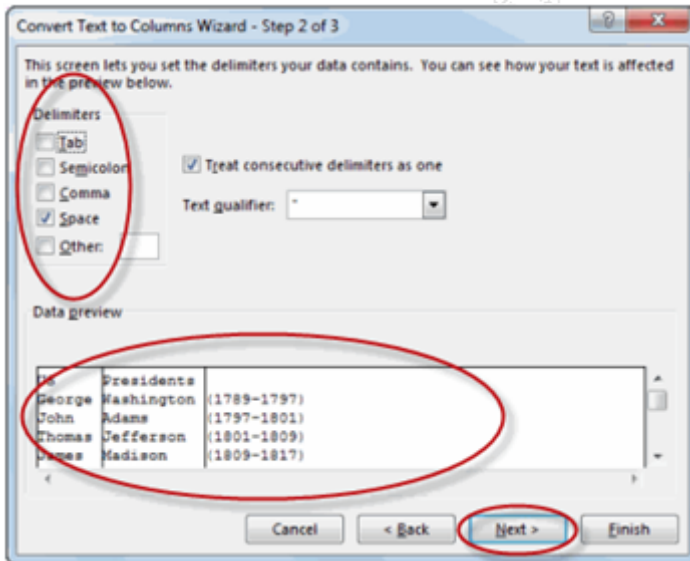 Convert Text to Columns Wizard - Step 2 of 3
This screen lets you set the delimiters your data contains. You can see how your text is affected
in the preview below.
Delimiters
Tab
Semicolon
Treat consecutive delimiters as one
Comma
Text qualifier: "
Space
Other:
Data preview
US Presidents
George Washington (1789-1797)
John Adams (1797-1801)
Thomas Jefferson (1801-1809)
James Madison (1809-1817)
Cancel < Back Next > Finish